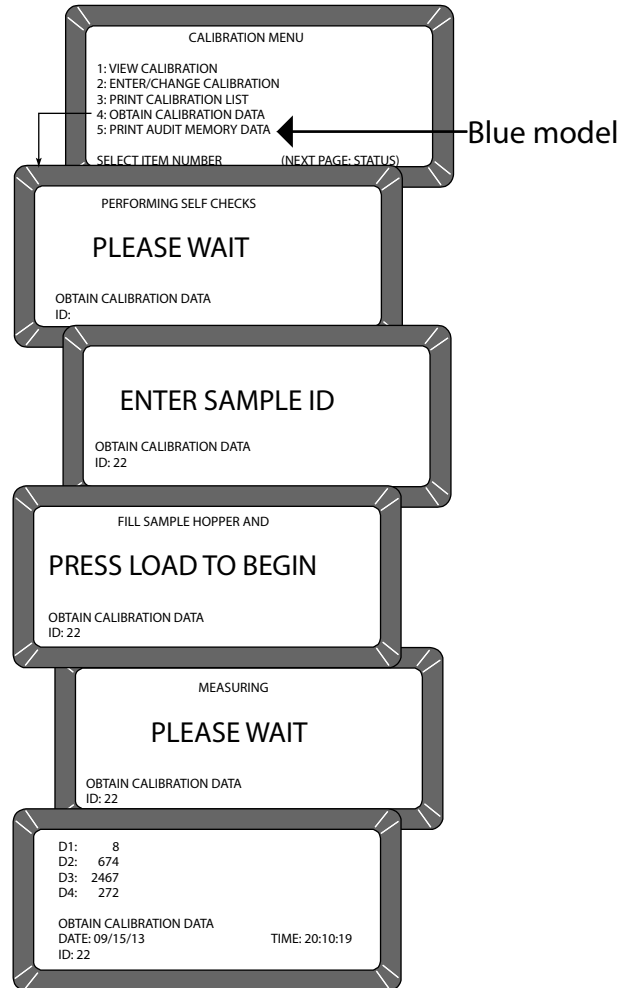 CALIBRATION MENU
1: VIEW CALIBRATION
2: ENTER/CHANGE CALIBRATION
3: PRINT CALIBRATION LIST
4: OBTAIN CALIBRATION DATA
5: PRINT AUDIT MEMORY DATA
Blue model
SELECT ITEM NUMBER (NEXT PAGE: STATUS)
PERFORMING SELF CHECKS
PLEASE WAIT
OBTAIN CALIBRATION DATA
ID:
ENTER SAMPLE ID
OBTAIN CALIBRATION DATA
ID: 22
FILL SAMPLE HOPPER AND
PRESS LOAD TO BEGIN
OBTAIN CALIBRATION DATA
ID: 22
MEASURING
PLEASE WAIT
OBTAIN CALIBRATION DATA
ID: 22
D1: 8
D2: 674
D3: 2467
D4: 272
OBTAIN CALIBRATION DATA
DATE: 09/15/13 TIME: 20:10:19
ID: 22